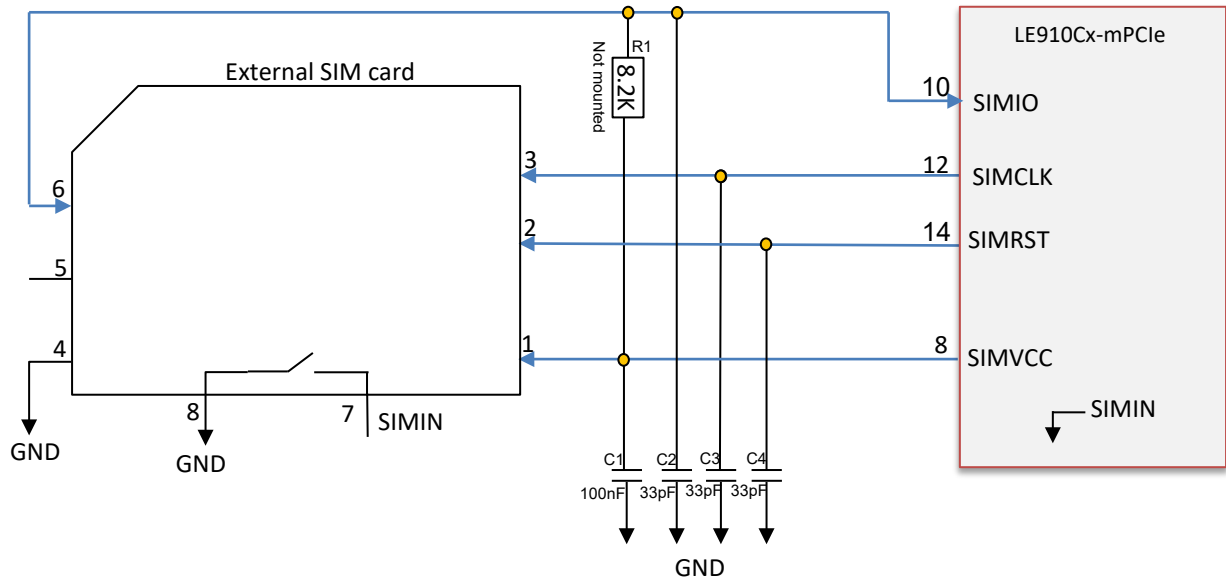 LE910Cx-mPCIe
R1
8.2K
Not mounted
External SIM card
10
SIMIO
3
12
SIMCLK
6
2
14
SIMRST
5
4
1
8
SIMVCC
8
7
SIMIN
SIMIN
GND
GND
C1
C2
C3
C4
100nF
33pF
33pF
33pF
GND